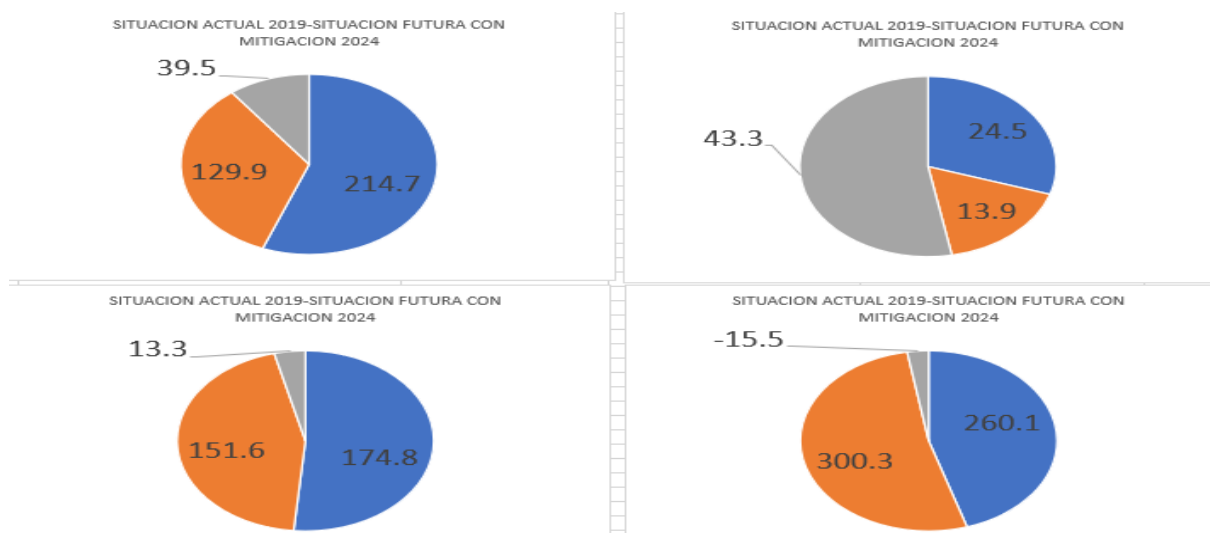 SITUACION ACTUAL 2019-SITUACION FUTURA CON
MITIGACION 2024
39.5
129.9
214.7
SITUACION ACTUAL 2019-SITUACION FUTURA CON
MITIGACION 2024
43.3
24.5
13.9
SITUACION ACTUAL 2019-SITUACION FUTURA CON
MITIGACION 2024
13.3
151.6
174.8
SITUACION ACTUAL 2019-SITUACION FUTURA CON
MITIGACION 2024
-15.5
260.1
300.3